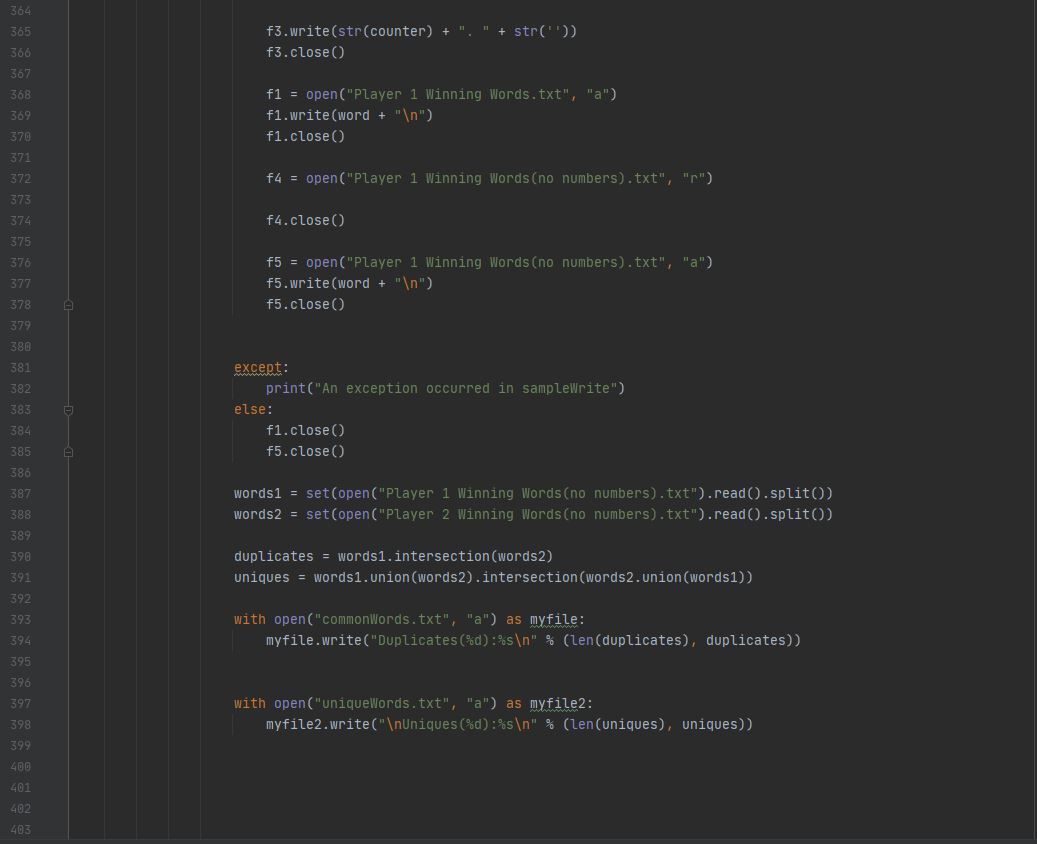 364
365 f3.write(str(counter) + ". " + str(''))
366 f3.close()
367
368 f1 = open("Player 1 Winning Words.txt", "a")
369 f1.write(word + "\n")
370 f1.close()
371
372 f4 = open("Player 1 Winning Words(no numbers).txt", "r")
373
374 f4.close()
375
376 f5 = open("Player 1 Winning Words(no numbers).txt", "a")
377 f5.write(word + "\n")
378 f5.close()
379
380
381 except:
382 print("An exception occurred in sampleWrite")
383 else:
384 f1.close()
385 f5.close()
386
387 words1 = set(open("Player 1 Winning Words(no numbers).txt").read().split())
388 words2 = set(open("Player 2 Winning Words(no numbers).txt").read().split())
389
390 duplicates = words1.intersection(words2)
391 uniques = words1.union(words2).intersection(words2.union(words1))
392
393 with open("commonWords.txt", "a") as myfile:
394 myfile.write("Duplicates(%d):%s\n" % (len(duplicates), duplicates))
395
396
397 with open("uniqueWords.txt", "a") as myfile2:
398 myfile2.write("\nUniques(%d):%s\n" % (len(uniques), uniques))
399
400
401
402
403